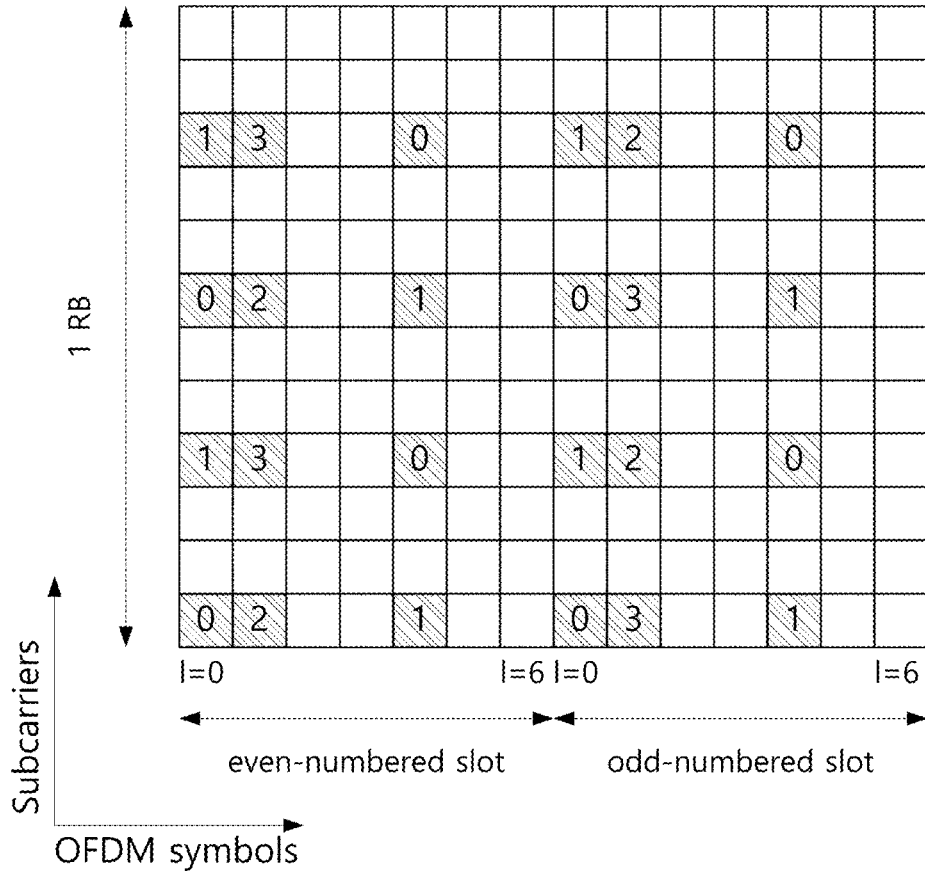 1 3 0 1 2 0
1 RB
0 2 1 0 3 1
1 3 0 1 2 0
0 2 1 0 3 1
l=0 l=6 l=0 l=6
even-numbered slot odd-numbered slot
Subcarriers
OFDM symbols